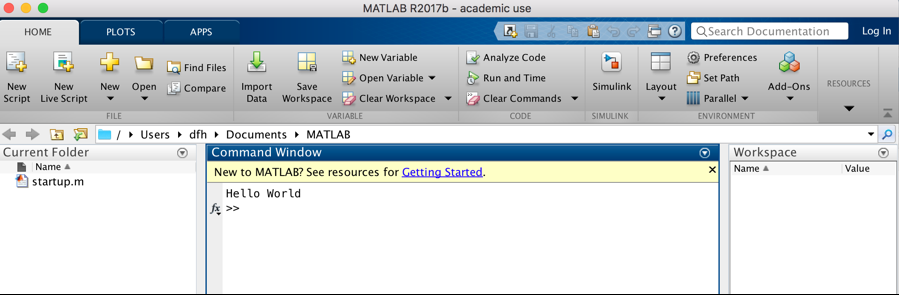 MATLAB R2017b - academic use
HOME PLOTS APPS Search Documentation Log In
New Script
New Live Script
New
Open
Find Files
Compare
FILE
Import Data
Save Workspace
New Variable
Open Variable
Clear Workspace
VARIABLE
Analyze Code
Run and Time
Clear Commands
CODE
Simulink
SIMULINK
Layout
Preferences
Set Path
Parallel
Add-Ons
ENVIRONMENT
RESOURCES
/ Users dfh Documents MATLAB
Current Folder
Name
startup.m
Command Window
New to MATLAB? See resources for Getting Started.
Hello World
fx >>
Workspace
Name Value